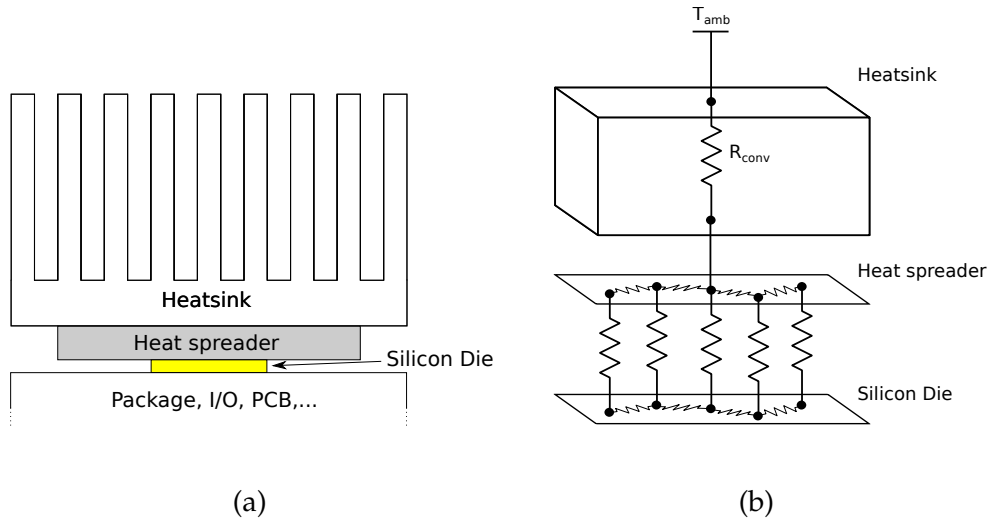 Heatsink
Heat spreader
Silicon Die
Package, I/O, PCB,...
(a)
T_amb
Heatsink
R_conv
Heat spreader
Silicon Die
(b)